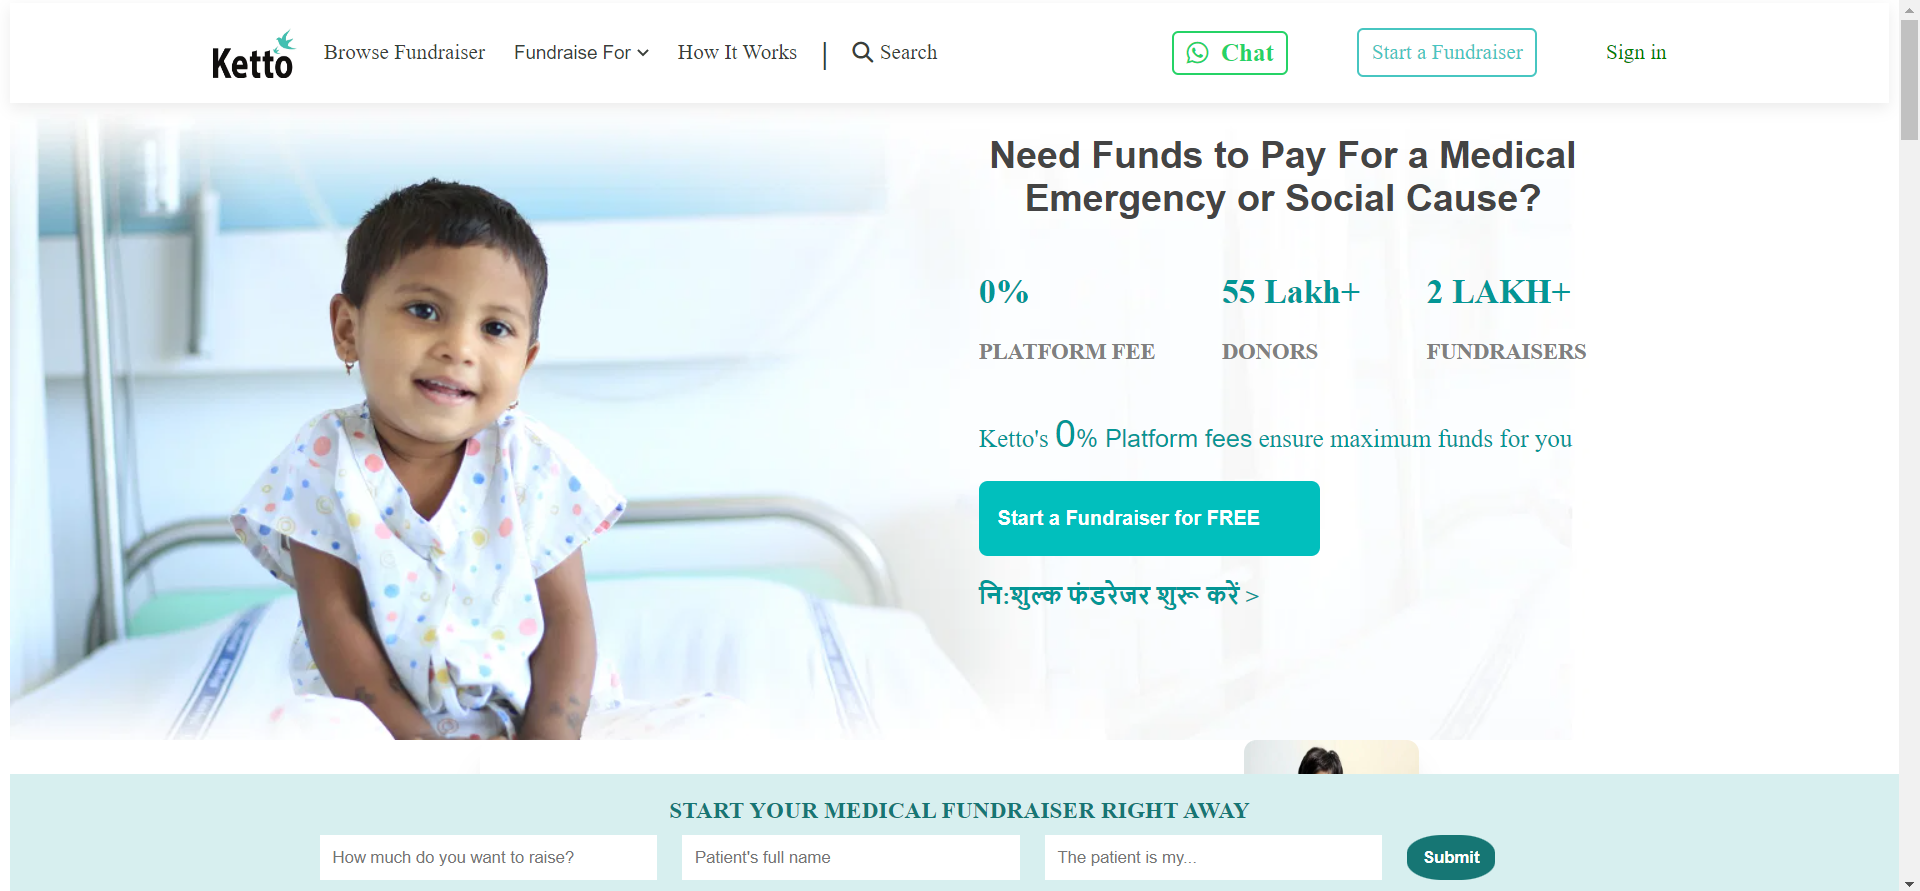 Ketto
Browse Fundraiser
Fundraise For
How It Works
Search
Chat
Start a Fundraiser
Sign in
Need Funds to Pay For a Medical
Emergency or Social Cause?
0%
55 Lakh+
2 LAKH+
PLATFORM FEE
DONORS
FUNDRAISERS
Ketto's 0% Platform fees ensure maximum funds for you
Start a Fundraiser for FREE
नि:शुल्क फंडरेजर शुरू करें >
START YOUR MEDICAL FUNDRAISER RIGHT AWAY
How much do you want to raise?
Patient's full name
The patient is my...
Submit